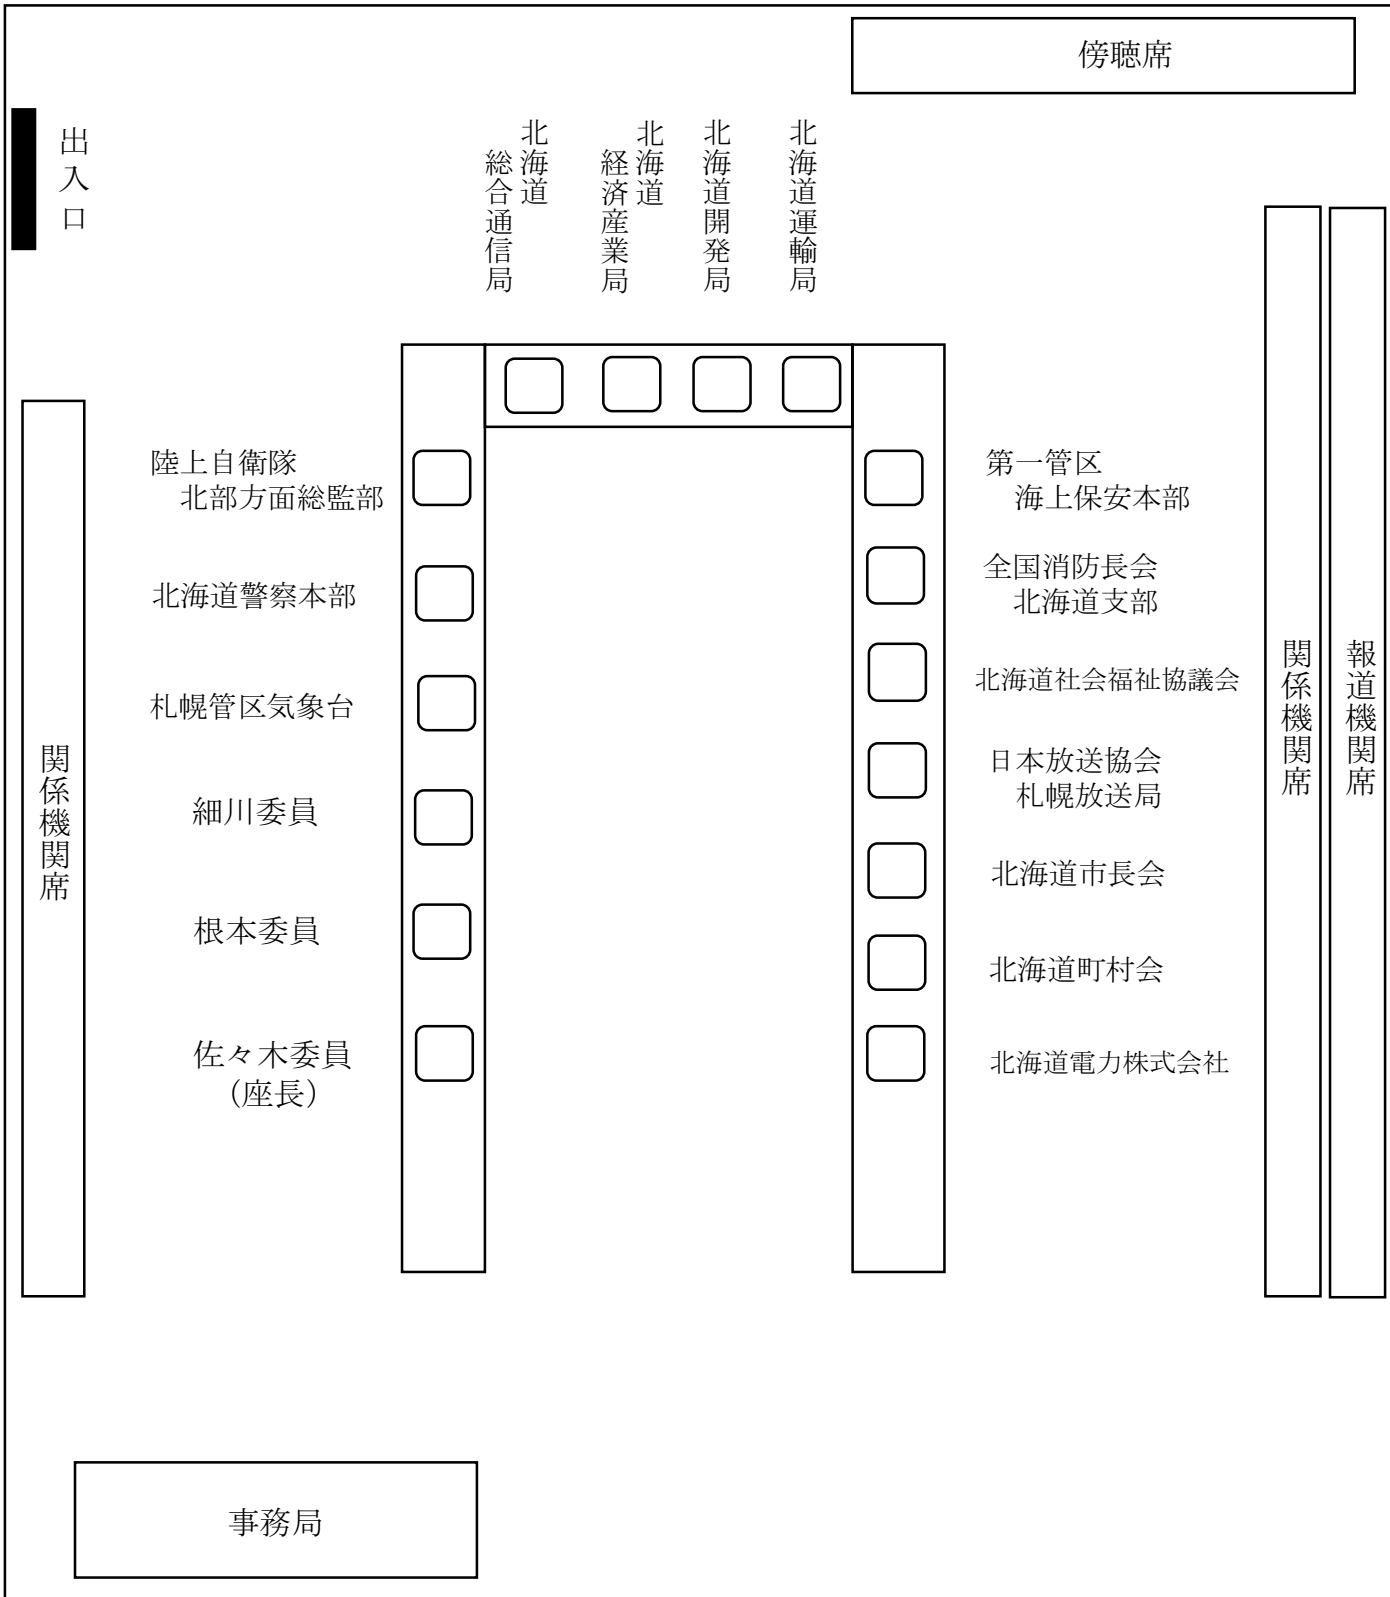 傍聴席
出入口
北海道
総合通信局
北海道
経済産業局
北海道開発局
北海道運輸局
陸上自衛隊
北部方面総監部
北海道警察本部
札幌管区気象台
細川委員
根本委員
佐々木委員
（座長）
第一管区
海上保安本部
全国消防長会
北海道支部
北海道社会福祉協議会
日本放送協会
札幌放送局
北海道市長会
北海道町村会
北海道電力株式会社
関係機関席
関係機関席
報道機関席
事務局